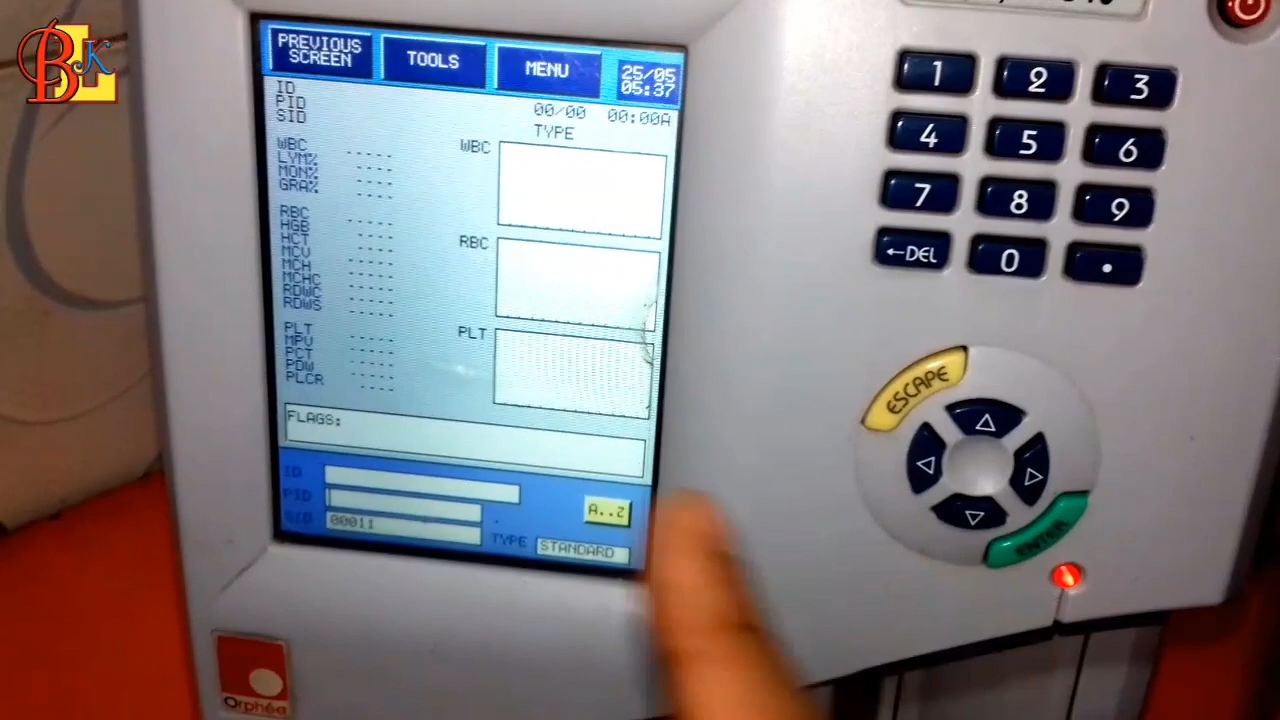 BLK
PREVIOUS SCREEN
TOOLS
MENU
25/05
05:37
ID
PID
SID
00/00 00:00A
TYPE
WBC -----
LYM% ----
MON% ----
GRA% ----
RBC -----
HGB ----
HCT ----
MCV -----
MCH ----
MCHC ----
RDWC ----
RDWS -----
PLT -----
MPV ----
PCT ----
PDW ----
PLCR ----
WBC
RBC
PLT
FLAGS:
ID
PID
SID 00011
A..Z
TYPE STANDARD
1 2 3
4 5 6
7 8 9
←DEL 0 .
ESCAPE
ENTER
Orphée